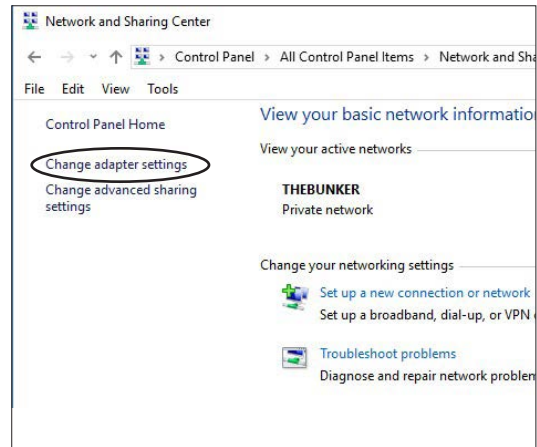 Network and Sharing Center
Control Panel > All Control Panel Items > Network and Sha
File Edit View Tools
Control Panel Home
Change adapter settings
Change advanced sharing
settings
View your basic network informatio
View your active networks
THEBUNKER
Private network
Change your networking settings
Set up a new connection or network
Set up a broadband, dial-up, or VPN
Troubleshoot problems
Diagnose and repair network problem